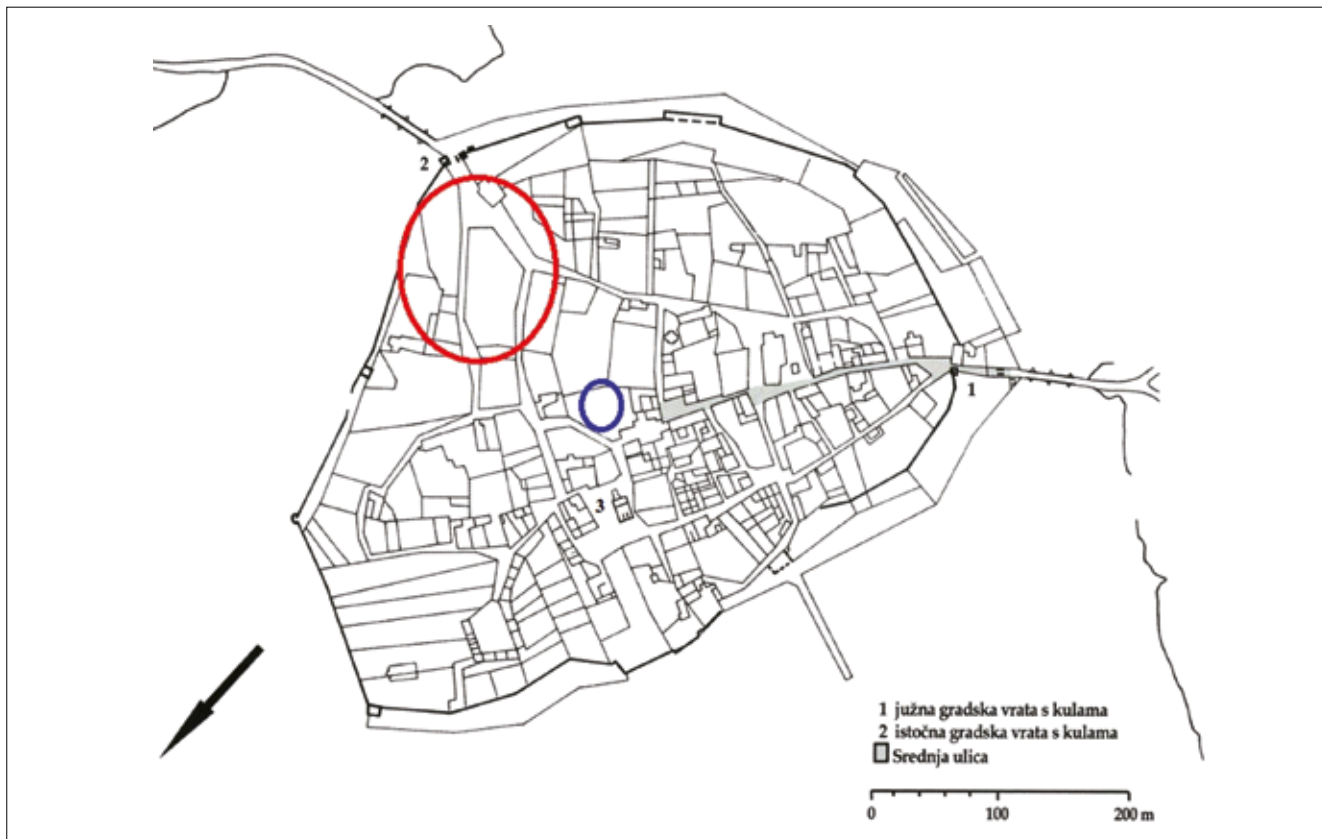 2
1
3
1 južna gradska vrata s kulama
2 istočna gradska vrata s kulama
Srednja ulica
0 100 200 m